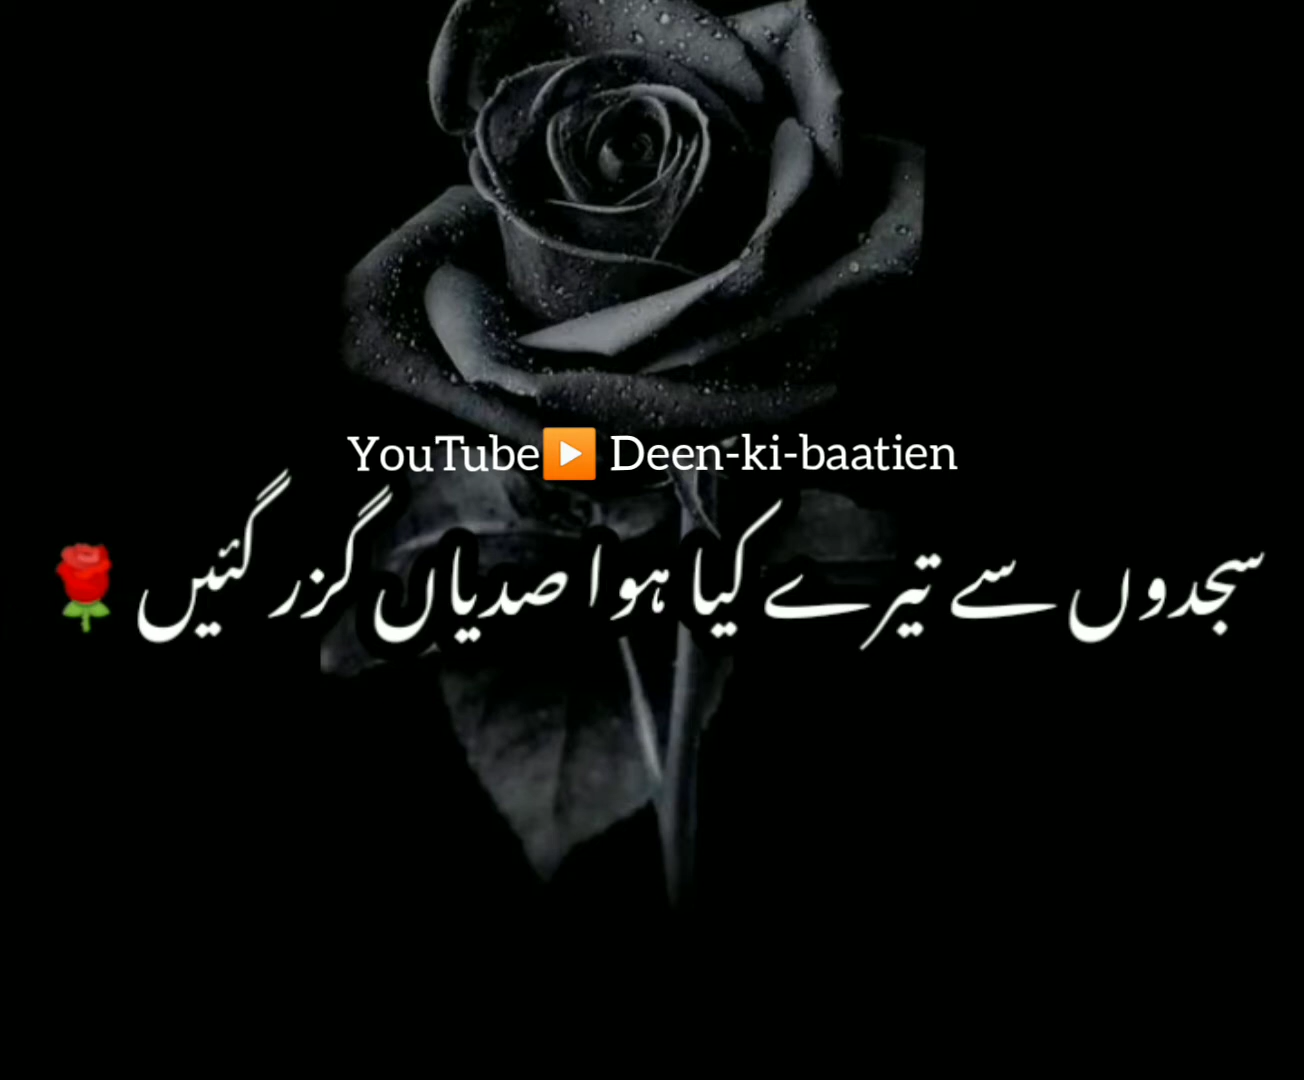 YouTube▶️ Deen-ki-baatien
سجدوں سے تیرے کیا ہوا صدیاں گزر گئیں 🌹